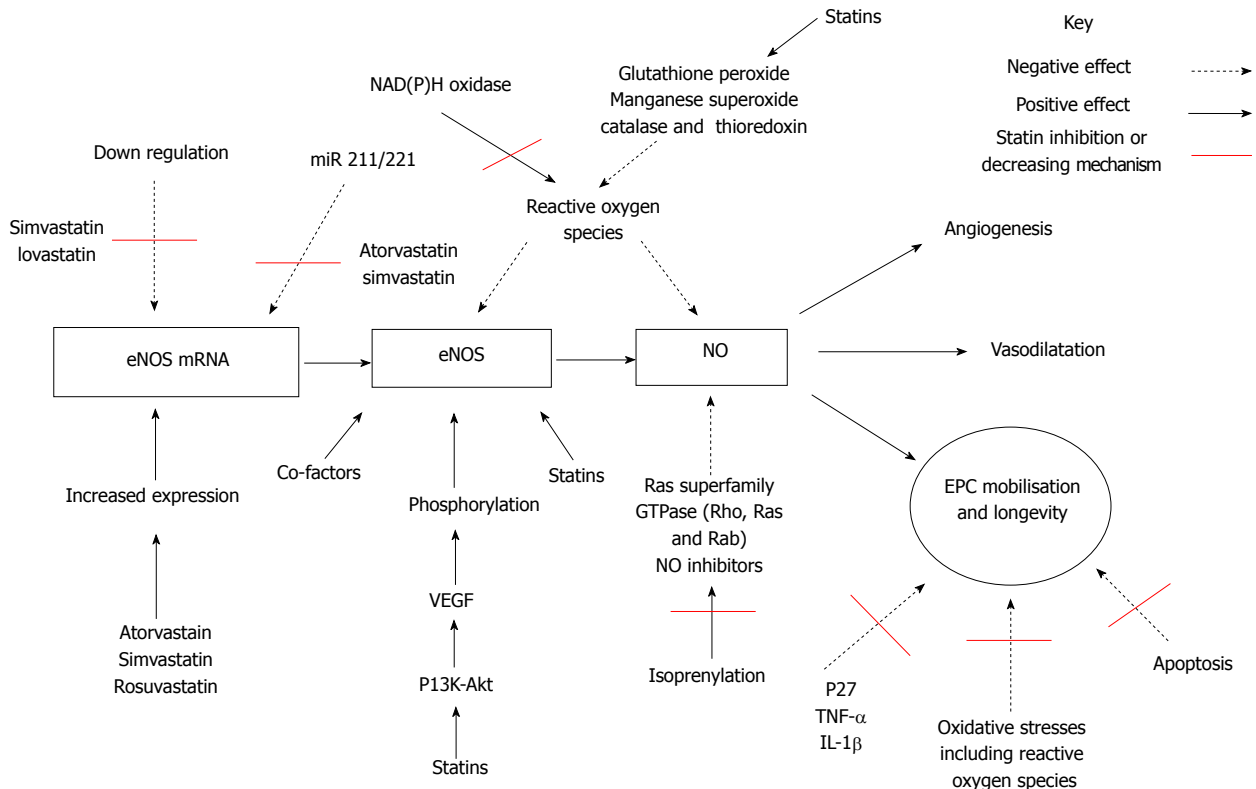 Statins
Key
Glutathione peroxide
Manganese superoxide
catalase and thioredoxin
NAD(P)H oxidase
Negative effect
Positive effect
Statin inhibition or
decreasing mechanism
Down regulation
miR 211/221
Reactive oxygen
species
Simvastatin
lovastatin
Atorvastatin
simvastatin
Angiogenesis
eNOS mRNA
eNOS
NO
Vasodilatation
Co-factors
Statins
Increased expression
Phosphorylation
Ras superfamily
GTPase (Rho, Ras
and Rab)
NO inhibitors
EPC mobilisation
and longevity
VEGF
Atorvastain
Simvastatin
Rosuvastatin
P13K-Akt
Isoprenylation
Apoptosis
P27
TNF-α
IL-1β
Oxidative stresses
including reactive
oxygen species
Statins